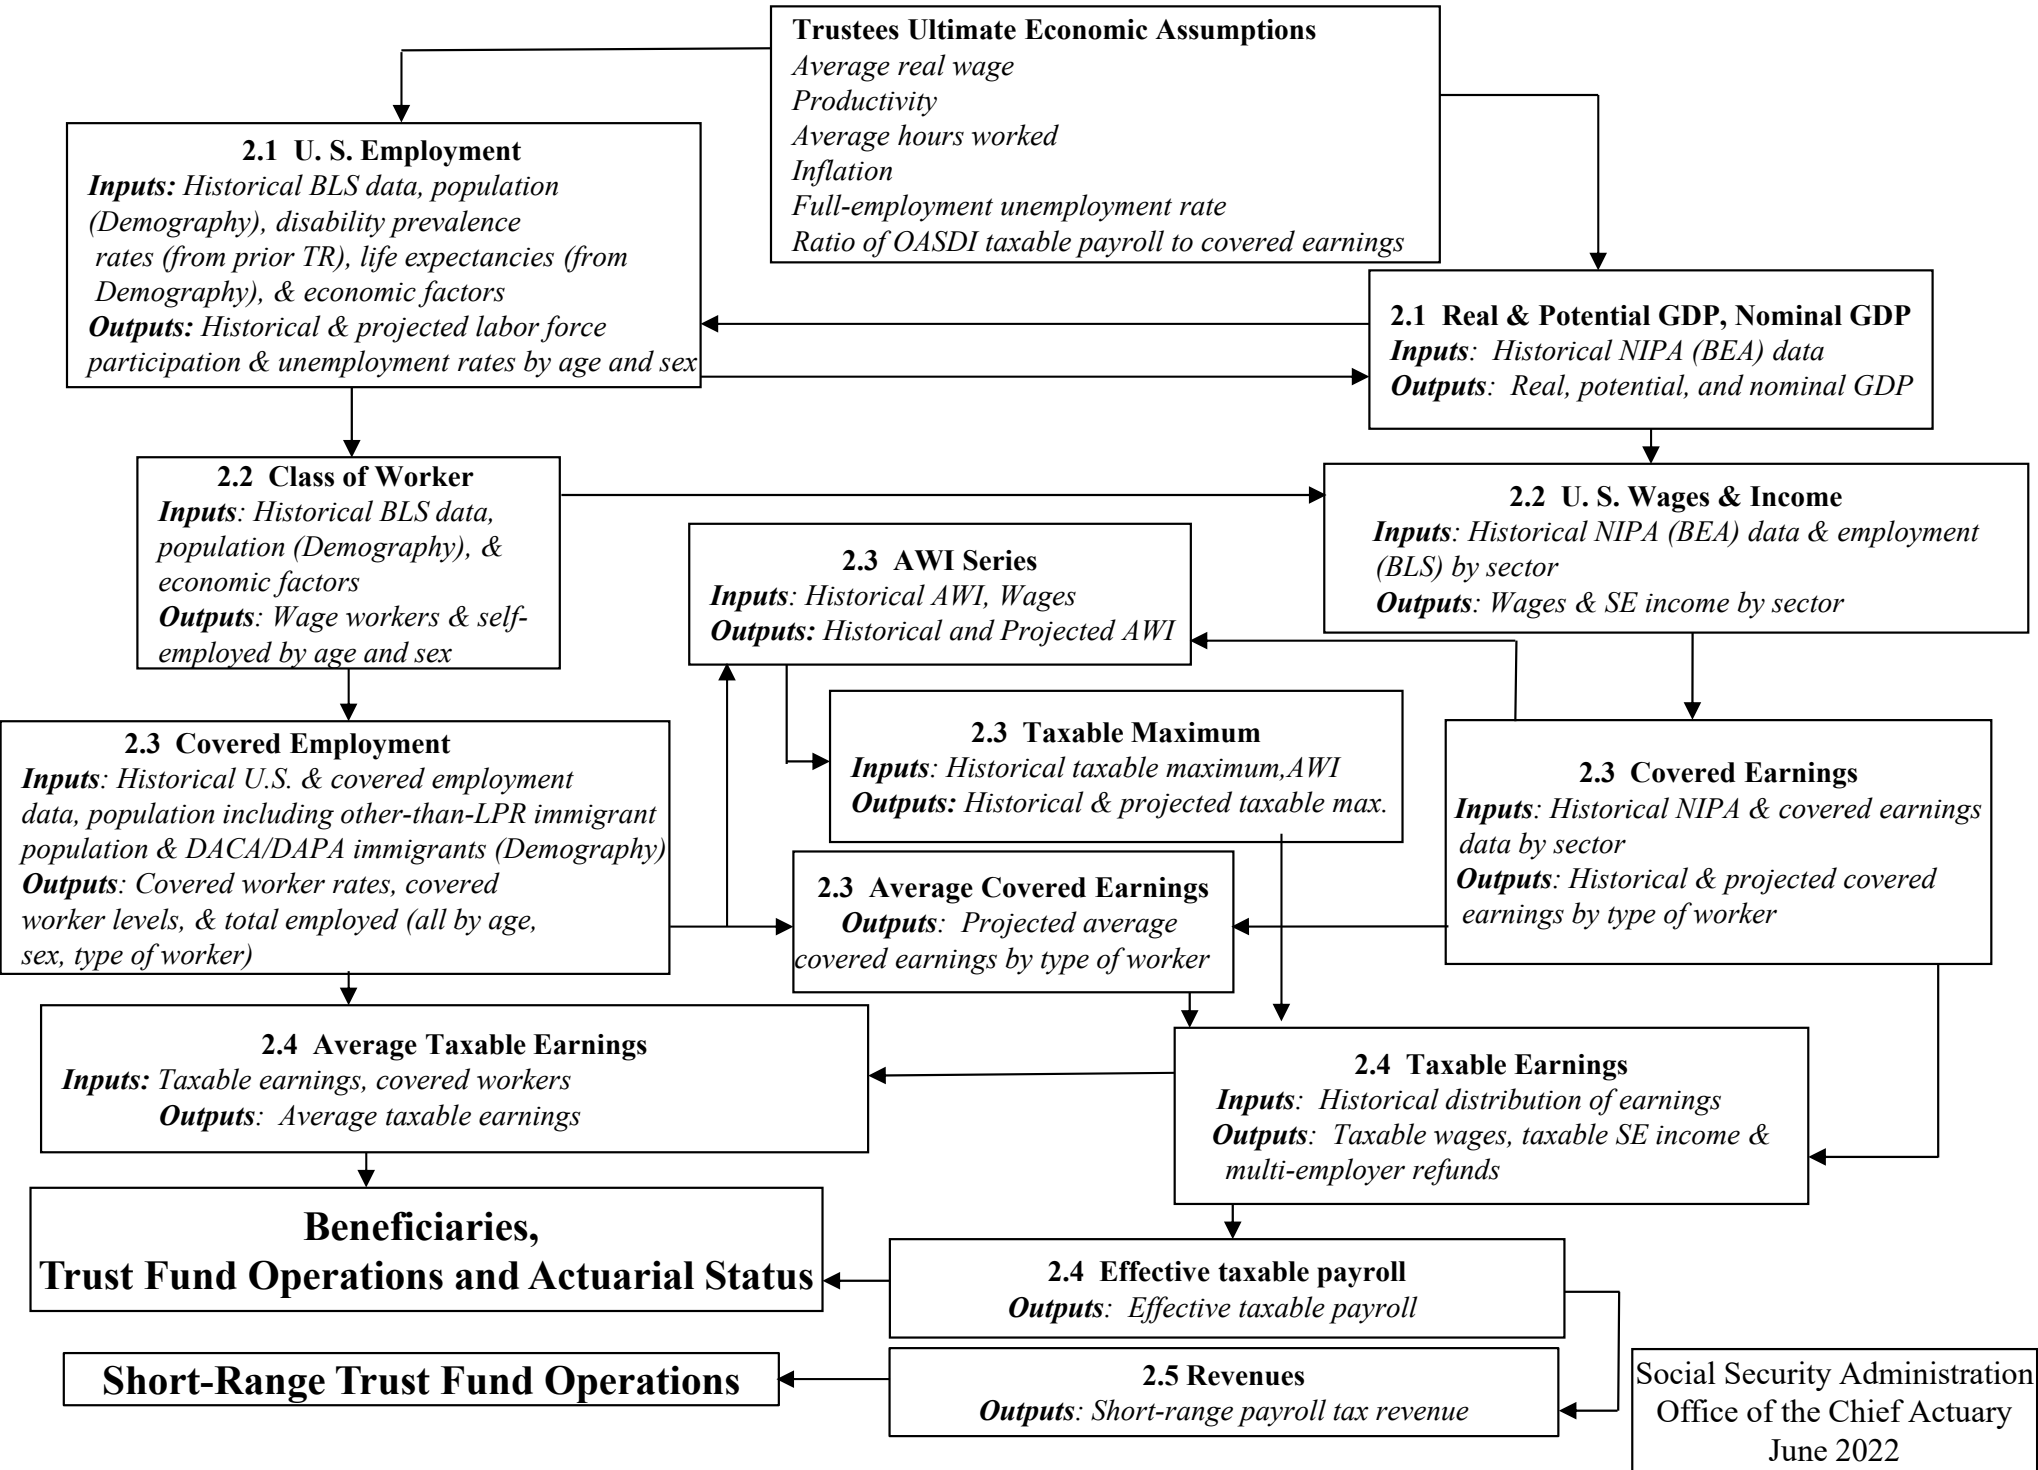 Trustees Ultimate Economic Assumptions
Average real wage
Productivity
Average hours worked
Inflation
Full-employment unemployment rate
Ratio of OASDI taxable payroll to covered earnings
2.1 U. S. Employment
Inputs: Historical BLS data, population
(Demography), disability prevalence
rates (from prior TR), life expectancies (from
Demography), & economic factors
Outputs: Historical & projected labor force
participation & unemployment rates by age and sex
2.1 Real & Potential GDP, Nominal GDP
Inputs: Historical NIPA (BEA) data
Outputs: Real, potential, and nominal GDP
2.2 Class of Worker
Inputs: Historical BLS data,
population (Demography), &
economic factors
Outputs: Wage workers & self-
employed by age and sex
2.2 U. S. Wages & Income
Inputs: Historical NIPA (BEA) data & employment
(BLS) by sector
Outputs: Wages & SE income by sector
2.3 AWI Series
Inputs: Historical AWI, Wages
Outputs: Historical and Projected AWI
2.3 Taxable Maximum
Inputs: Historical taxable maximum,AWI
Outputs: Historical & projected taxable max.
2.3 Covered Employment
Inputs: Historical U.S. & covered employment
data, population including other-than-LPR immigrant
population & DACA/DAPA immigrants (Demography)
Outputs: Covered worker rates, covered
worker levels, & total employed (all by age,
sex, type of worker)
2.3 Covered Earnings
Inputs: Historical NIPA & covered earnings
data by sector
Outputs: Historical & projected covered
earnings by type of worker
2.3 Average Covered Earnings
Outputs: Projected average
covered earnings by type of worker
2.4 Average Taxable Earnings
Inputs: Taxable earnings, covered workers
Outputs: Average taxable earnings
2.4 Taxable Earnings
Inputs: Historical distribution of earnings
Outputs: Taxable wages, taxable SE income &
multi-employer refunds
Beneficiaries,
Trust Fund Operations and Actuarial Status
2.4 Effective taxable payroll
Outputs: Effective taxable payroll
Short-Range Trust Fund Operations
2.5 Revenues
Outputs: Short-range payroll tax revenue
Social Security Administration
Office of the Chief Actuary
June 2022